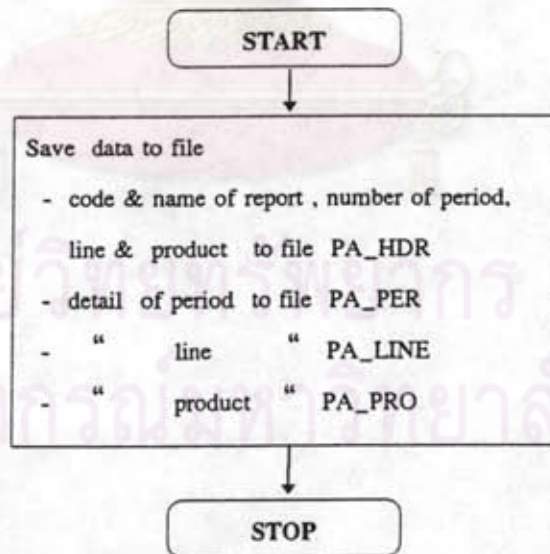 START
Save data to file
- code & name of report , number of period,
line & product to file PA_HDR
- detail of period to file PA_PER
- “ line “ PA_LINE
- “ product “ PA_PRO
STOP